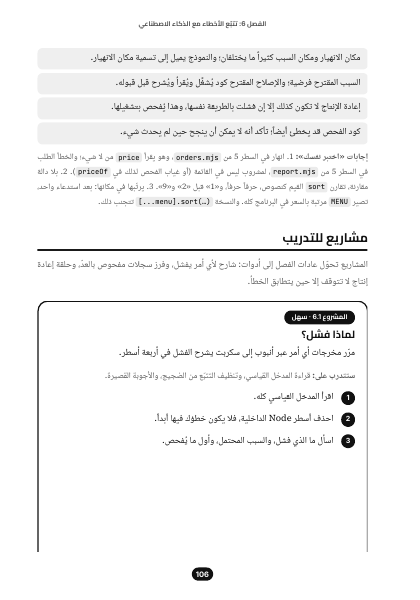 الفصل 6: تتبّع الأخطاء مع الذكاء الاصطناعي
مكان الانهيار ومكان السبب كثيراً ما يختلفان؛ والنموذج يميل إلى تسمية مكان الانهيار.
السبب المقترح فرضية؛ والإصلاح المقترح كود يُشغَّل ويُقرأ ويُشرح قبل قبوله.
إعادة الإنتاج لا تكون كذلك إلا إن فشلت بالطريقة نفسها، وهذا يُفحص بتشغيلها.
كود الفحص قد يخطئ أيضاً؛ تأكد أنه لا يمكن أن ينجح حين لم يحدث شيء.
إجابات «اختبر نفسك»: 1. انهار في السطر 5 من orders.mjs، وهو يقرأ price من لا شيء؛ والخطأ الطلب
في السطر 5 من report.mjs، لمشروب ليس في القائمة (أو غياب الفحص لذلك في priceOf). 2. بلا دالة
مقارنة، تقارن sort القيم كنصوص، حرفاً حرفاً، و«1» قبل «2» و«9». 3. يرتّبها في مكانها: بعد استدعاء واحد،
تصير MENU مرتبة بالسعر في البرنامج كله. والنسخة [...menu].sort(…) تتجنب ذلك.
مشاريع للتدريب
المشاريع تحوّل عادات الفصل إلى أدوات: شارح لأي أمر يفشل، وفرز سجلات مفحوص بالعدّ، وحلقة إعادة
إنتاج لا تتوقف إلا حين يتطابق الخطأ.
المشروع 6.1 · سهل
لماذا فشل؟
مرّر مخرجات أي أمر عبر أنبوب إلى سكربت يشرح الفشل في أربعة أسطر.
ستتدرب على: قراءة المدخل القياسي، وتنظيف التتبّع من الضجيج، والأجوبة القصيرة.
1 اقرأ المدخل القياسي كله.
2 احذف أسطر Node الداخلية، فلا يكون خطؤك فيها أبداً.
3 اسأل ما الذي فشل، والسبب المحتمل، وأول ما يُفحص.
106